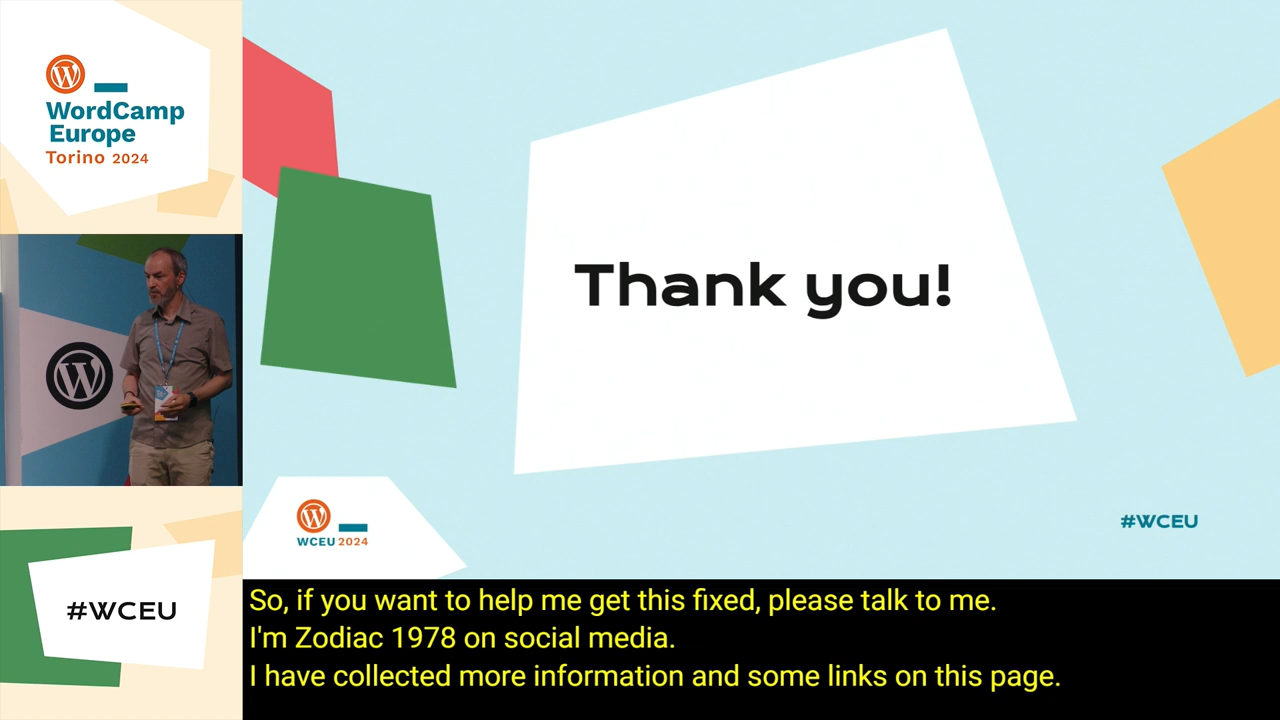 WordCamp
Europe
Torino 2024
Thank you!
WCEU 2024
#WCEU
#WCEU
So, if you want to help me get this fixed, please talk to me.
I'm Zodiac 1978 on social media.
I have collected more information and some links on this page.